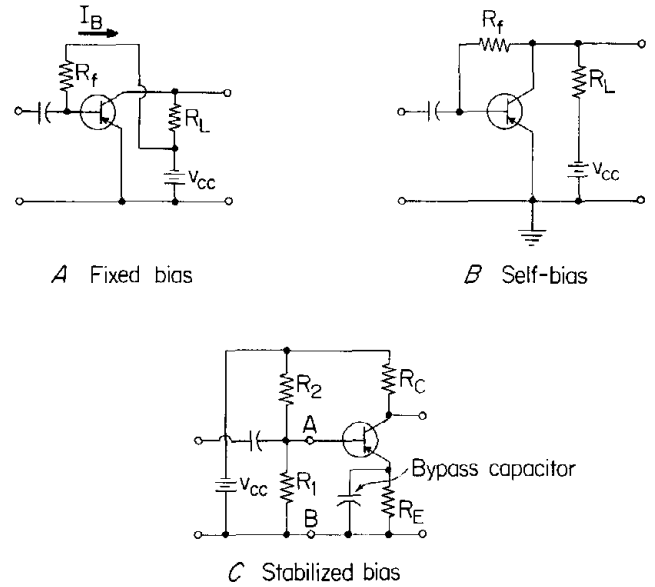 I_B
R_f
R_L
V_cc
A Fixed bias
R_f
R_L
V_cc
B Self-bias
R_2
R_C
A
Bypass capacitor
V_cc
R_1
R_E
B
C Stabilized bias